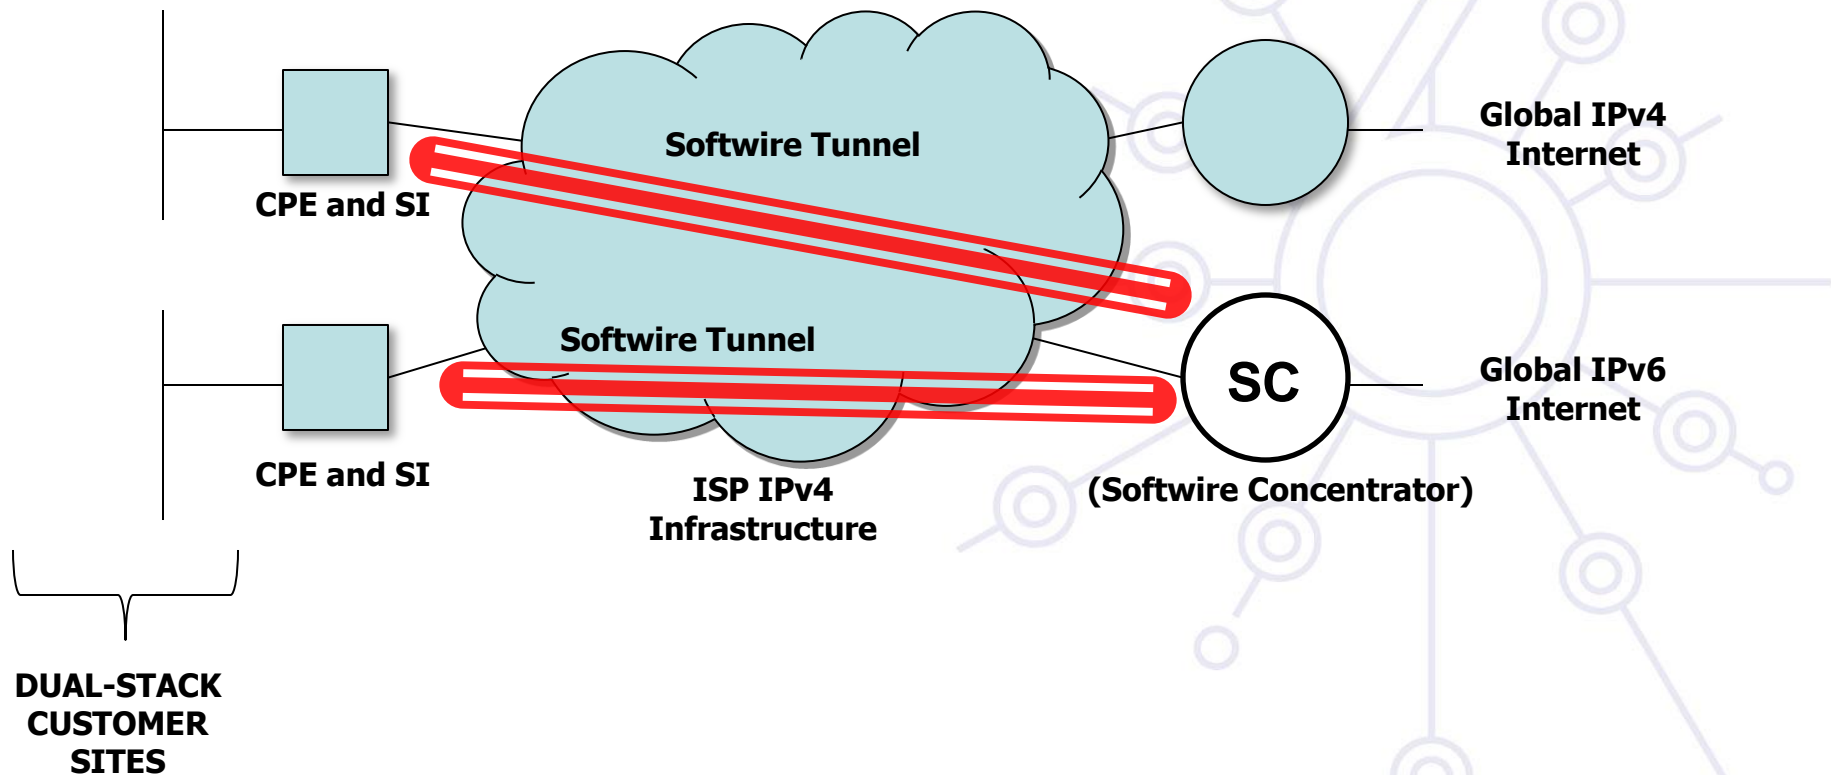 Softwire Tunnel
Global IPv4
Internet
CPE and SI
Softwire Tunnel
SC
Global IPv6
Internet
CPE and SI
ISP IPv4
Infrastructure
(Softwire Concentrator)
DUAL-STACK
CUSTOMER
SITES